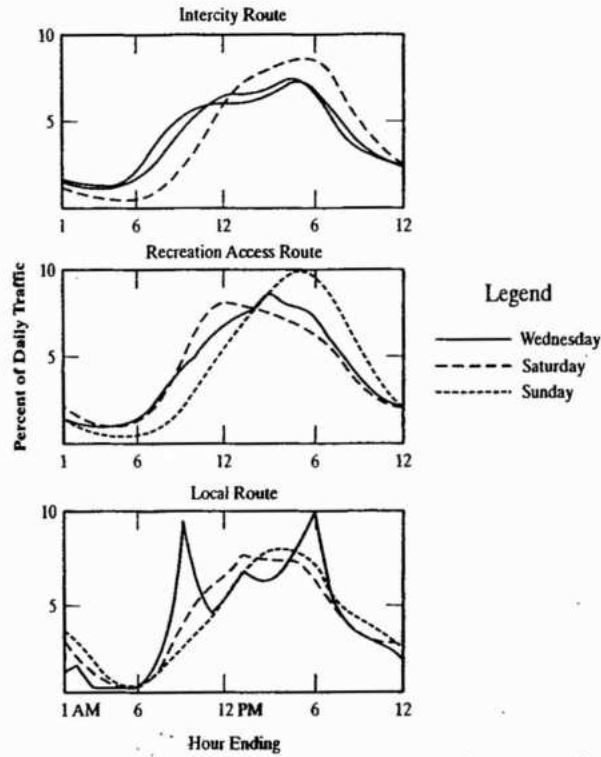 Intercity Route
10
5
1 6 12 6 12
Recreation Access Route
10
5
1 6 12 6 12
Local Route
10
5
1 AM 6 12 PM 6 12
Hour Ending
Percent of Daily Traffic
Legend
Wednesday
Saturday
Sunday